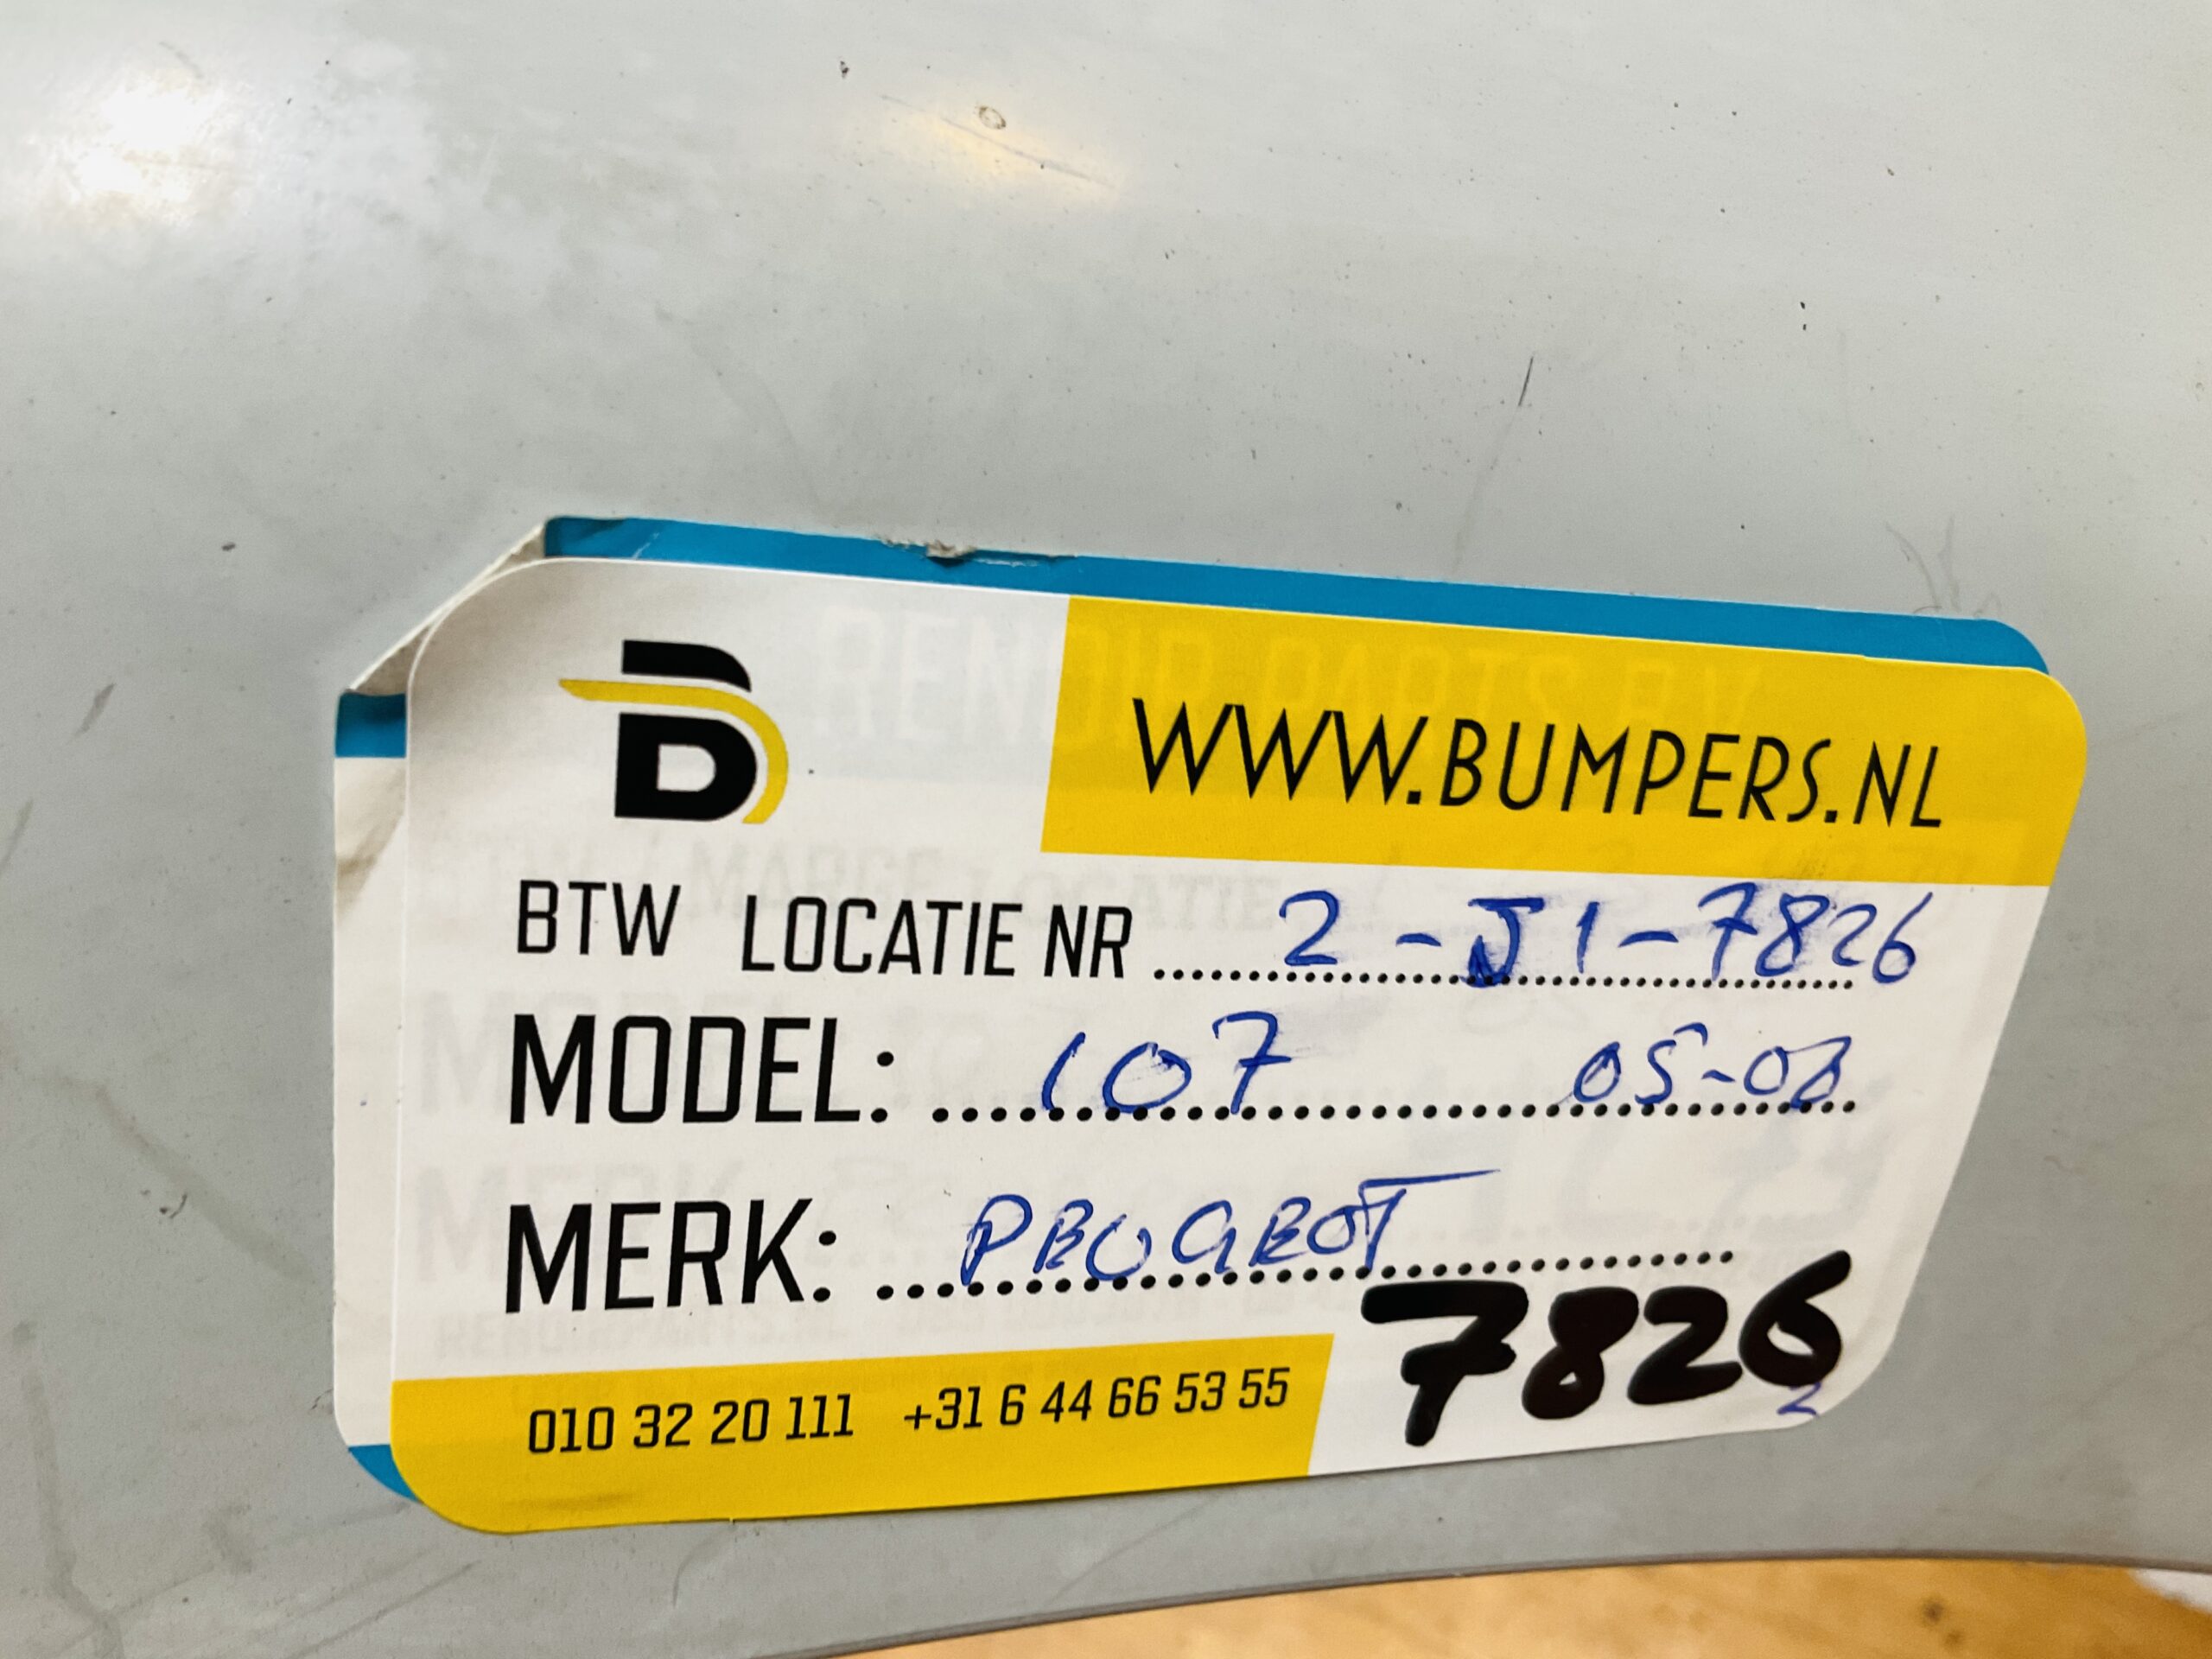 B
WWW.BUMPERS.NL
BTW LOCATIE NR 2-J1-7826
MODEL: 107 05-08
MERK: PEUGEOT
7826
2
010 32 20 111 +31 6 44 66 53 55